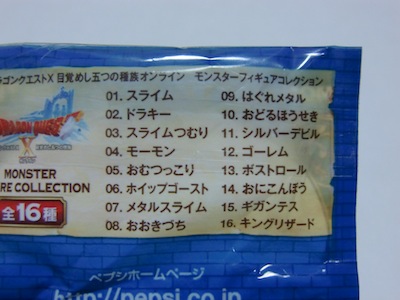 ラゴンクエストX 目覚めし五つの種族オンライン モンスターフィギュアコレクション
DRAGON QUEST
X
MONSTER
RE COLLECTION
全16種
01. スライム
02. ドラキー
03. スライムつむり
04. モーモン
05. おむつっこり
06. ホイップゴースト
07. メタルスライム
08. おおきづち
09. はぐれメタル
10. おどるほうせき
11. シルバーデビル
12. ゴーレム
13. ボストロール
14. おにこんぼう
15. ギガンテス
16. キングリザード
ペプシホームページ
http://pepsi.co.jp